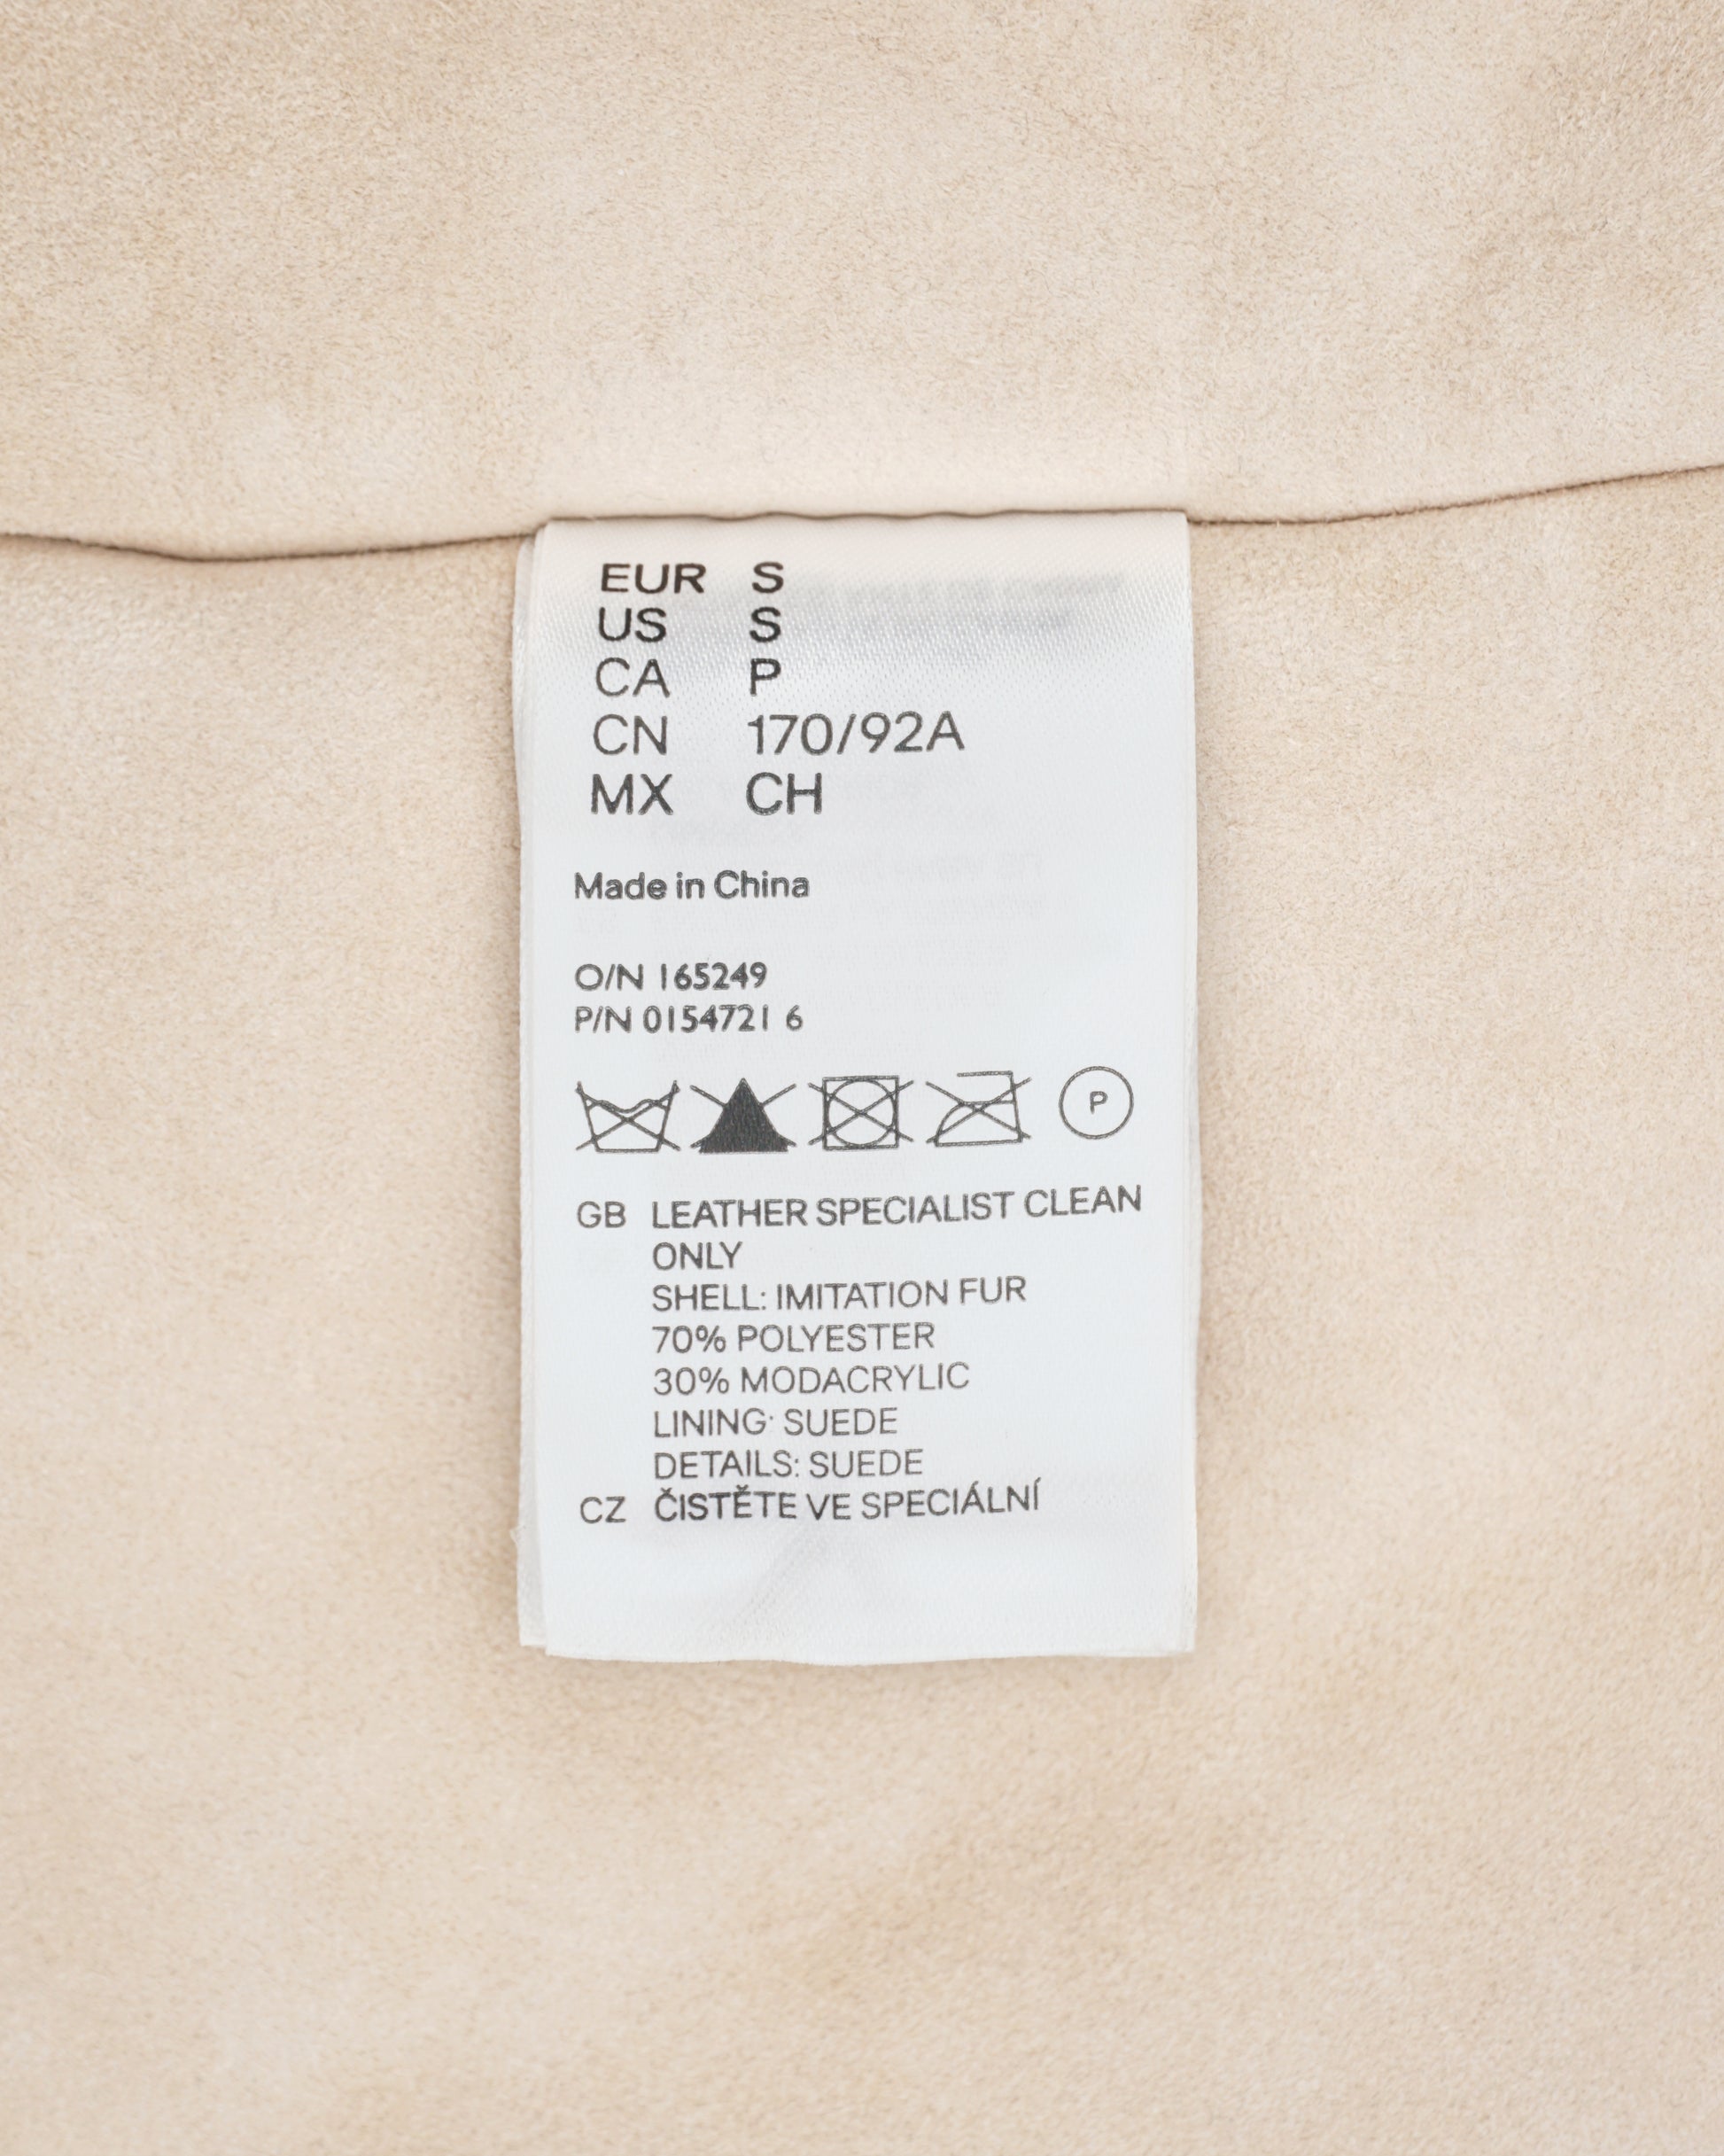 EUR S
US S
CA P
CN 170/92A
MX CH
Made in China
O/N 165249
P/N 0154721 6
P
GB LEATHER SPECIALIST CLEAN
ONLY
SHELL: IMITATION FUR
70% POLYESTER
30% MODACRYLIC
LINING: SUEDE
DETAILS: SUEDE
CZ ČISTĚTE VE SPECIÁLNÍ